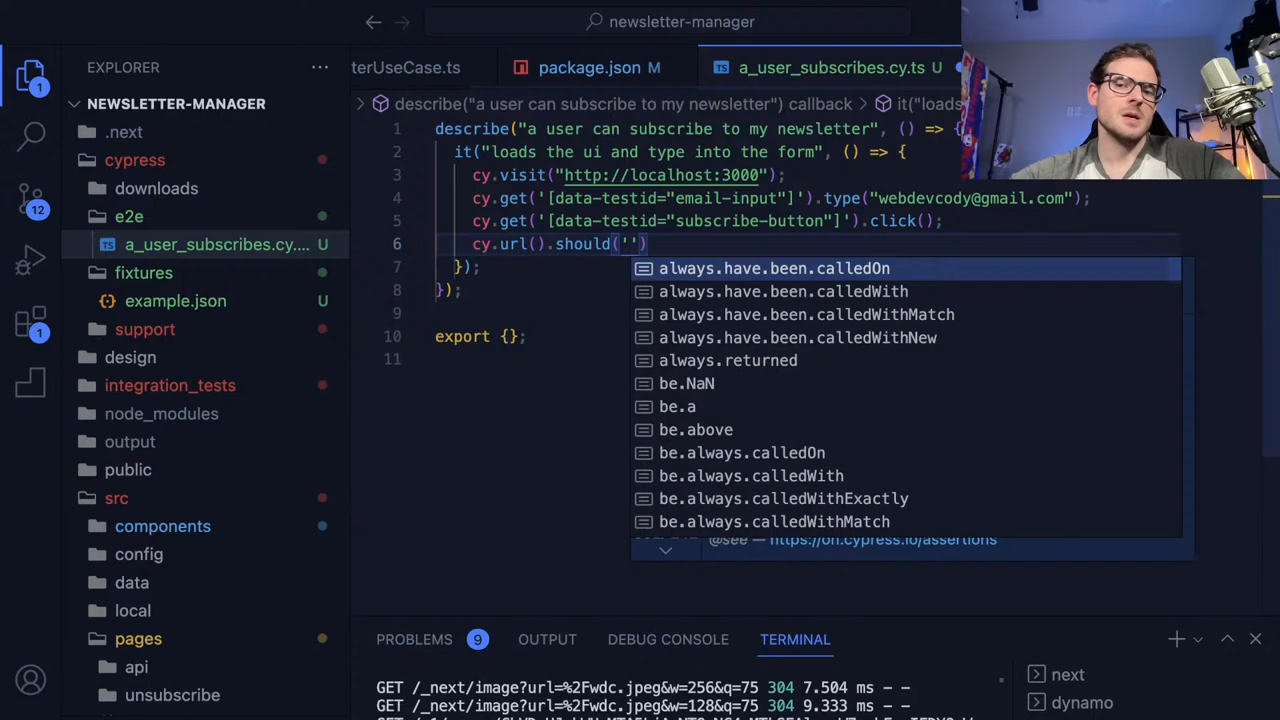 newsletter-manager
EXPLORER
NEWSLETTER-MANAGER
.next
cypress
downloads
e2e
a_user_subscribes.cy.... U
fixtures
example.json U
support
design
integration_tests
node_modules
output
public
src
components
config
data
local
pages
api
unsubscribe
1
12
1
terUseCase.ts
package.json M
a_user_subscribes.cy.ts U
describe("a user can subscribe to my newsletter") callback
it("loads
1 describe("a user can subscribe to my newsletter", () => {
2 it("loads the ui and type into the form", () => {
3 cy.visit("http://localhost:3000");
4 cy.get('[data-testid="email-input"]').type("webdevcody@gmail.com");
5 cy.get('[data-testid="subscribe-button"]').click();
6 cy.url().should('')
7 });
8 });
9
10 export {};
11
always.have.been.calledOn
always.have.been.calledWith
always.have.been.calledWithMatch
always.have.been.calledWithNew
always.returned
be.NaN
be.a
be.above
be.always.calledOn
be.always.calledWith
be.always.calledWithExactly
be.always.calledWithMatch
@see — https://on.cypress.io/assertions
PROBLEMS 9 OUTPUT DEBUG CONSOLE TERMINAL
GET /_next/image?url=%2Fwdc.jpeg&w=256&q=75 304 7.504 ms - -
GET /_next/image?url=%2Fwdc.jpeg&w=128&q=75 304 9.333 ms - -
next
dynamo